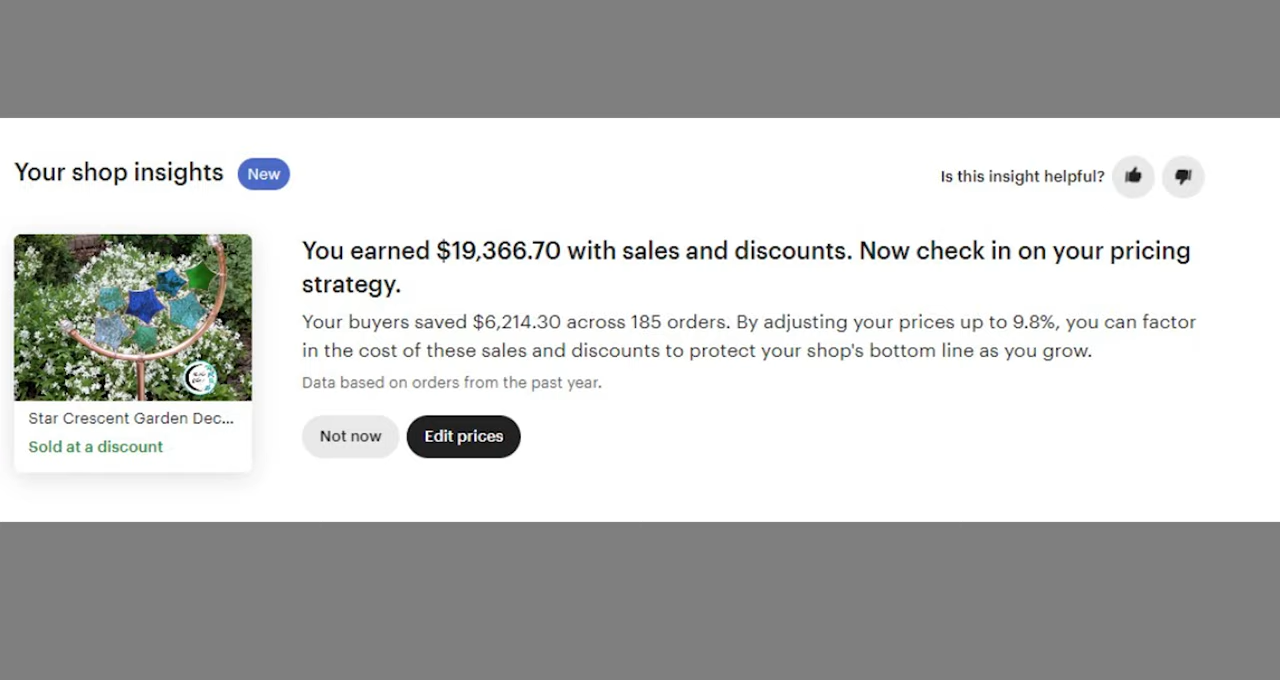 Your shop insights New
Is this insight helpful?
You earned $19,366.70 with sales and discounts. Now check in on your pricing
strategy.
Your buyers saved $6,214.30 across 185 orders. By adjusting your prices up to 9.8%, you can factor
in the cost of these sales and discounts to protect your shop's bottom line as you grow.
Data based on orders from the past year.
Star Crescent Garden Dec...
Sold at a discount
Not now
Edit prices